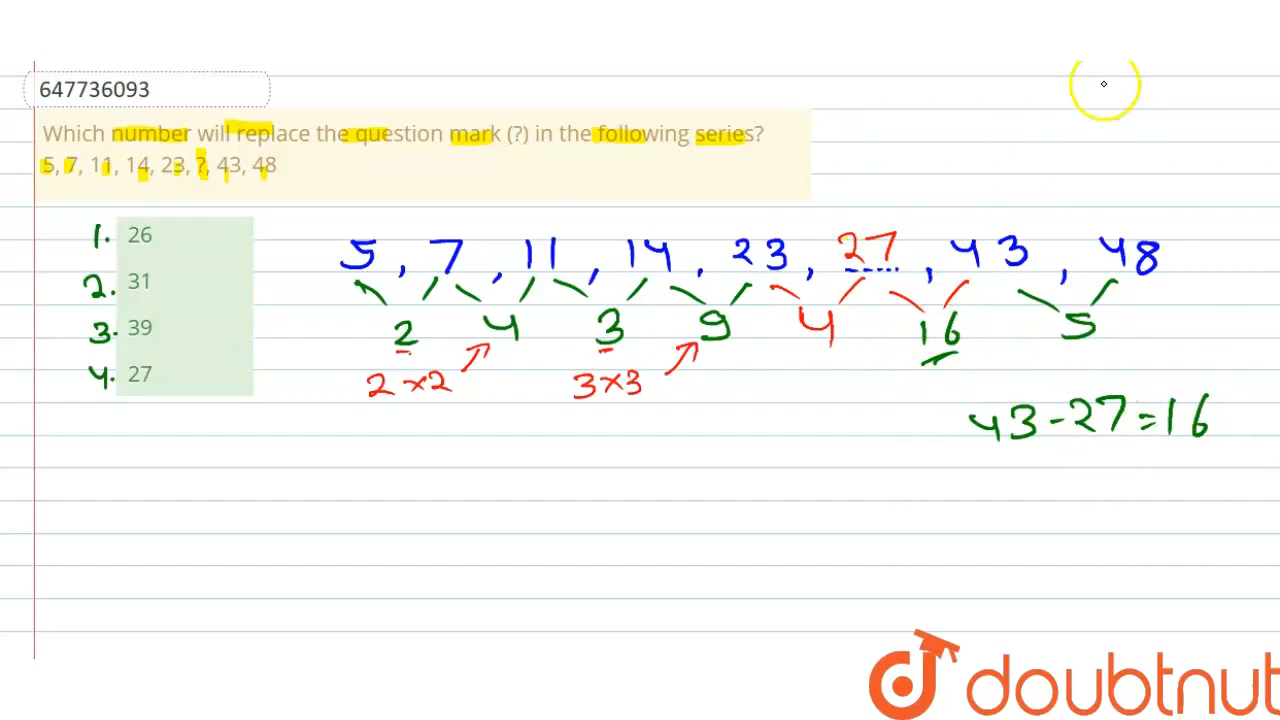 647736093
Which number will replace the question mark (?) in the following series?
5, 7, 11, 14, 23, ?, 43, 48
1. 26
2. 31
3. 39
4. 27
5, 7, 11, 14, 23, 27, 43, 48
2 4 3 9 4 16 5
2×2 3×3
43-27=16
doubtnut